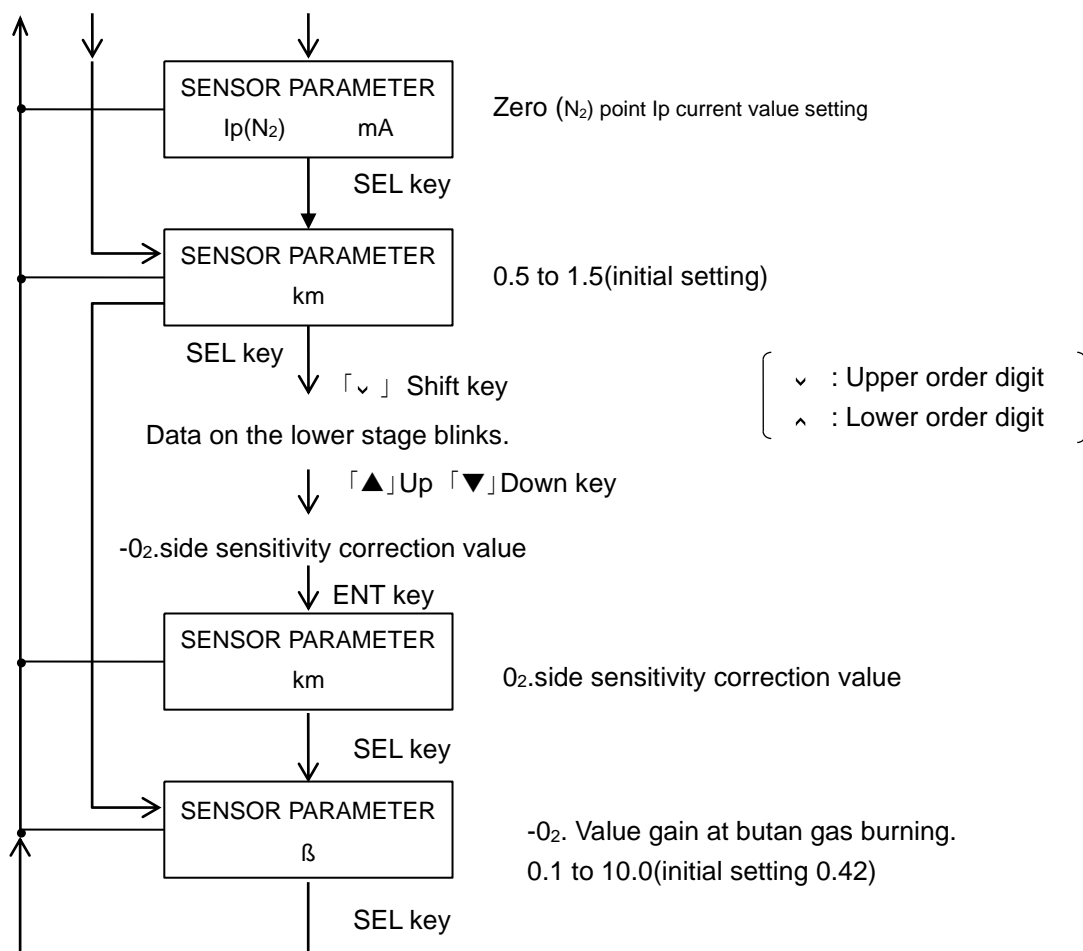 SENSOR PARAMETER
Ip(N₂) mA
Zero (N₂) point Ip current value setting
SEL key
SENSOR PARAMETER
km
0.5 to 1.5(initial setting)
SEL key
「⌄」 Shift key
⌄ : Upper order digit
⌃ : Lower order digit
Data on the lower stage blinks.
「▲」Up 「▼」Down key
-0₂.side sensitivity correction value
ENT key
SENSOR PARAMETER
km
0₂.side sensitivity correction value
SEL key
SENSOR PARAMETER
ß
-0₂. Value gain at butan gas burning.
0.1 to 10.0(initial setting 0.42)
SEL key